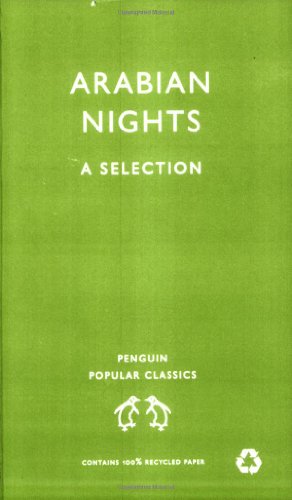 ARABIAN
NIGHTS
A SELECTION
PENGUIN
POPULAR CLASSICS
CONTAINS 100% RECYCLED PAPER